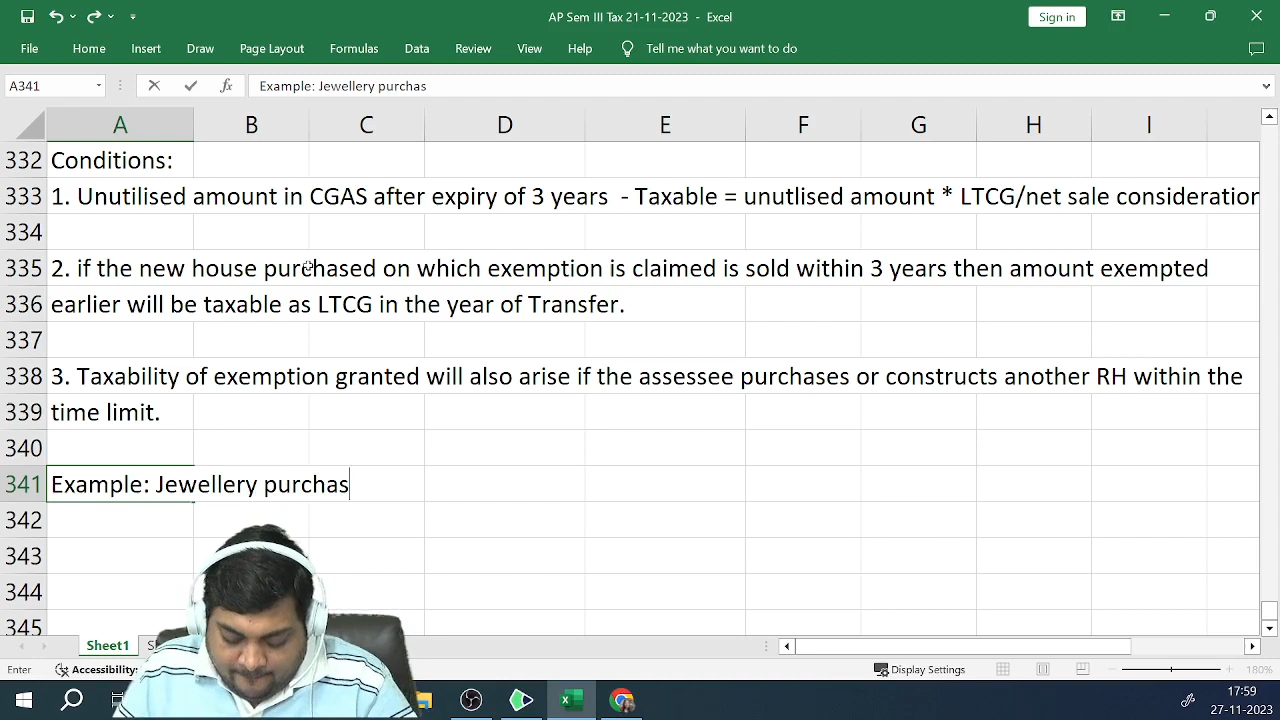 AP Sem III Tax 21-11-2023 - Excel
Sign in
File Home Insert Draw Page Layout Formulas Data Review View Help Tell me what you want to do
A341 fx Example: Jewellery purchas
A B C D E F G H I
332 Conditions:
333 1. Unutilised amount in CGAS after expiry of 3 years - Taxable = unutlised amount * LTCG/net sale consideration
334
335 2. if the new house purchased on which exemption is claimed is sold within 3 years then amount exempted
336 earlier will be taxable as LTCG in the year of Transfer.
337
338 3. Taxability of exemption granted will also arise if the assessee purchases or constructs another RH within the
339 time limit.
340
341 Example: Jewellery purchas
342
343
344
345
Sheet1
Enter Accessibility: Display Settings 180%
17:59
27-11-2023